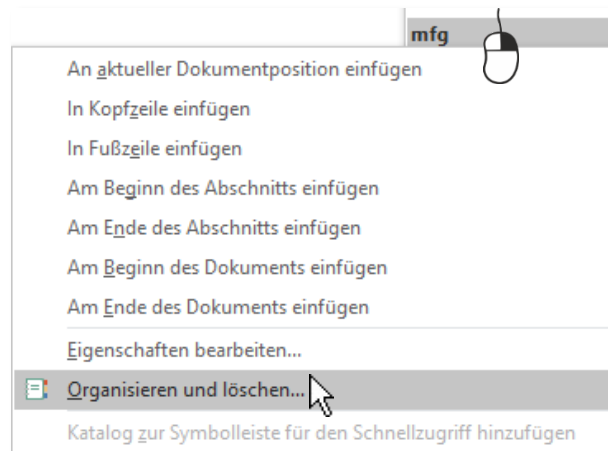 mfg
An aktueller Dokumentposition einfügen
In Kopfzeile einfügen
In Fußzeile einfügen
Am Beginn des Abschnitts einfügen
Am Ende des Abschnitts einfügen
Am Beginn des Dokuments einfügen
Am Ende des Dokuments einfügen
Eigenschaften bearbeiten...
Organisieren und löschen...
Katalog zur Symbolleiste für den Schnellzugriff hinzufügen